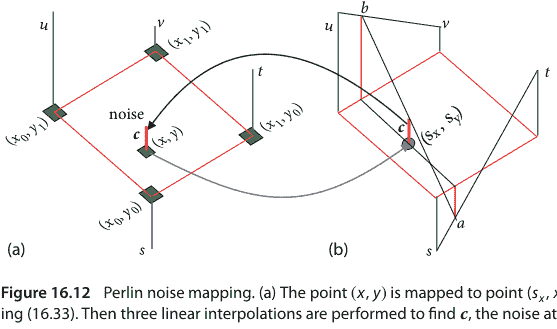 u
v
(x₁, y₁)
t
noise
c
(x, y)
(x₀, y₁)
(x₁, y₀)
(x₀, y₀)
s
(a)
b
u
v
t
c
(sₓ, sᵧ)
a
s
(b)
Figure 16.12 Perlin noise mapping. (a) The point (x, y) is mapped to point (sₓ,
ing (16.33). Then three linear interpolations are performed to find c, the noise at